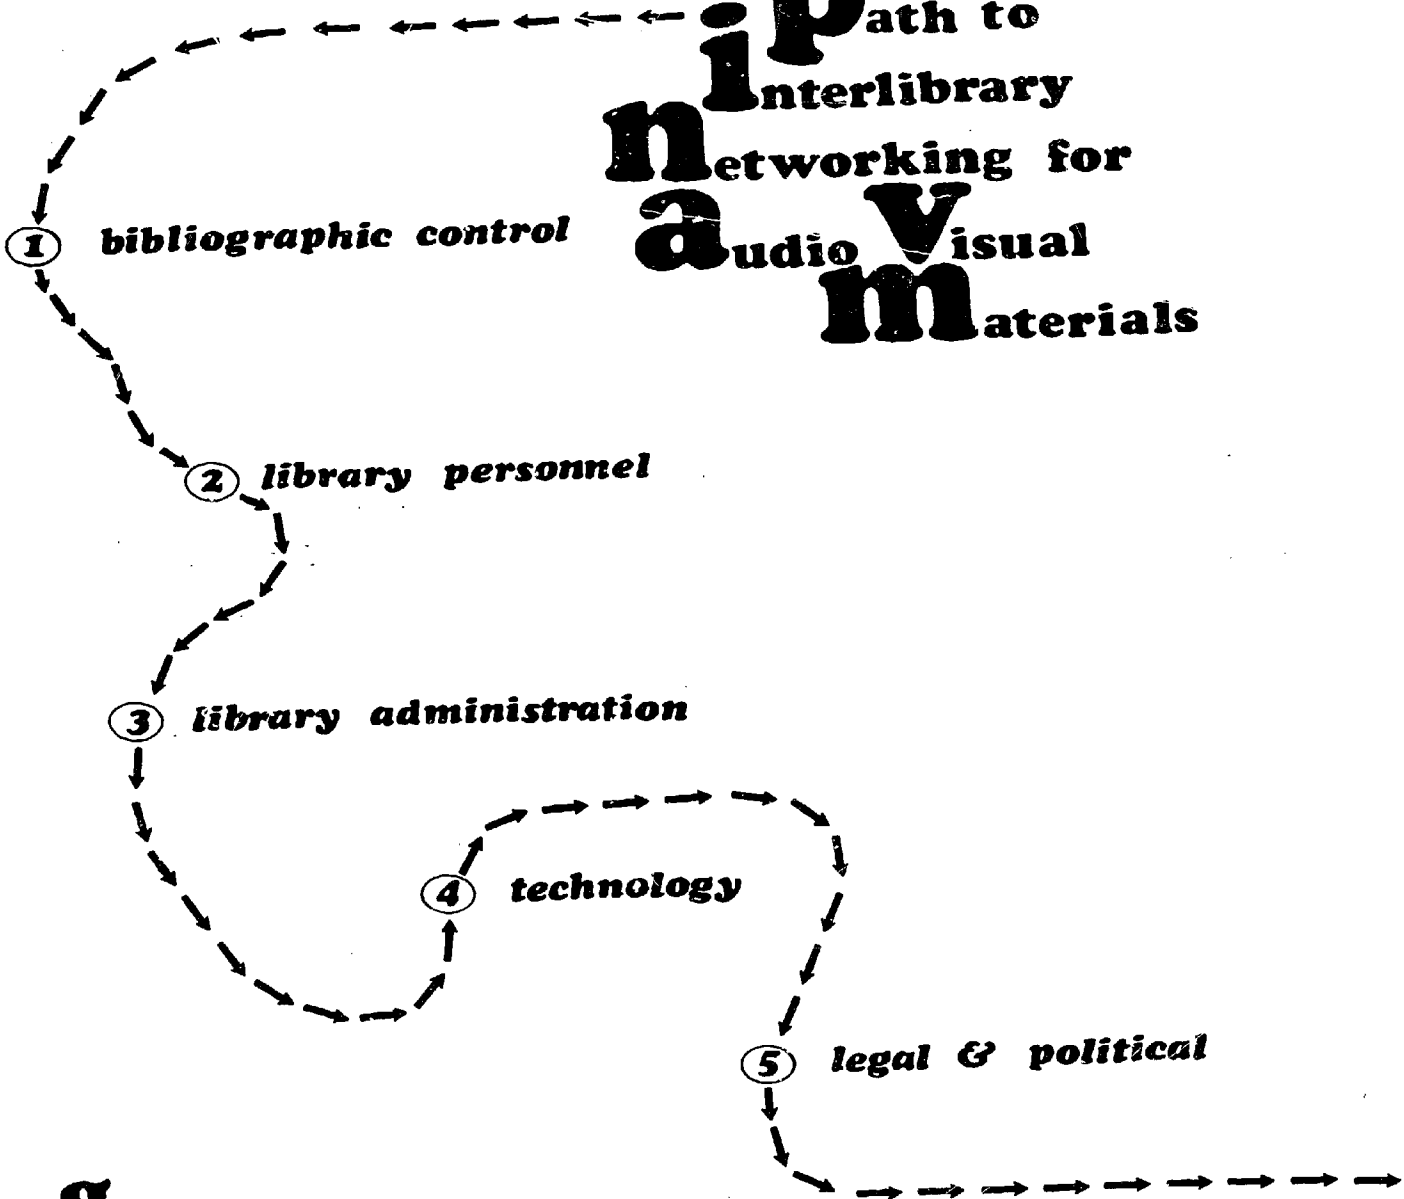 Path to
interlibrary
networking for
audio visual
materials
1 bibliographic control
2 library personnel
3 library administration
4 technology
5 legal & political